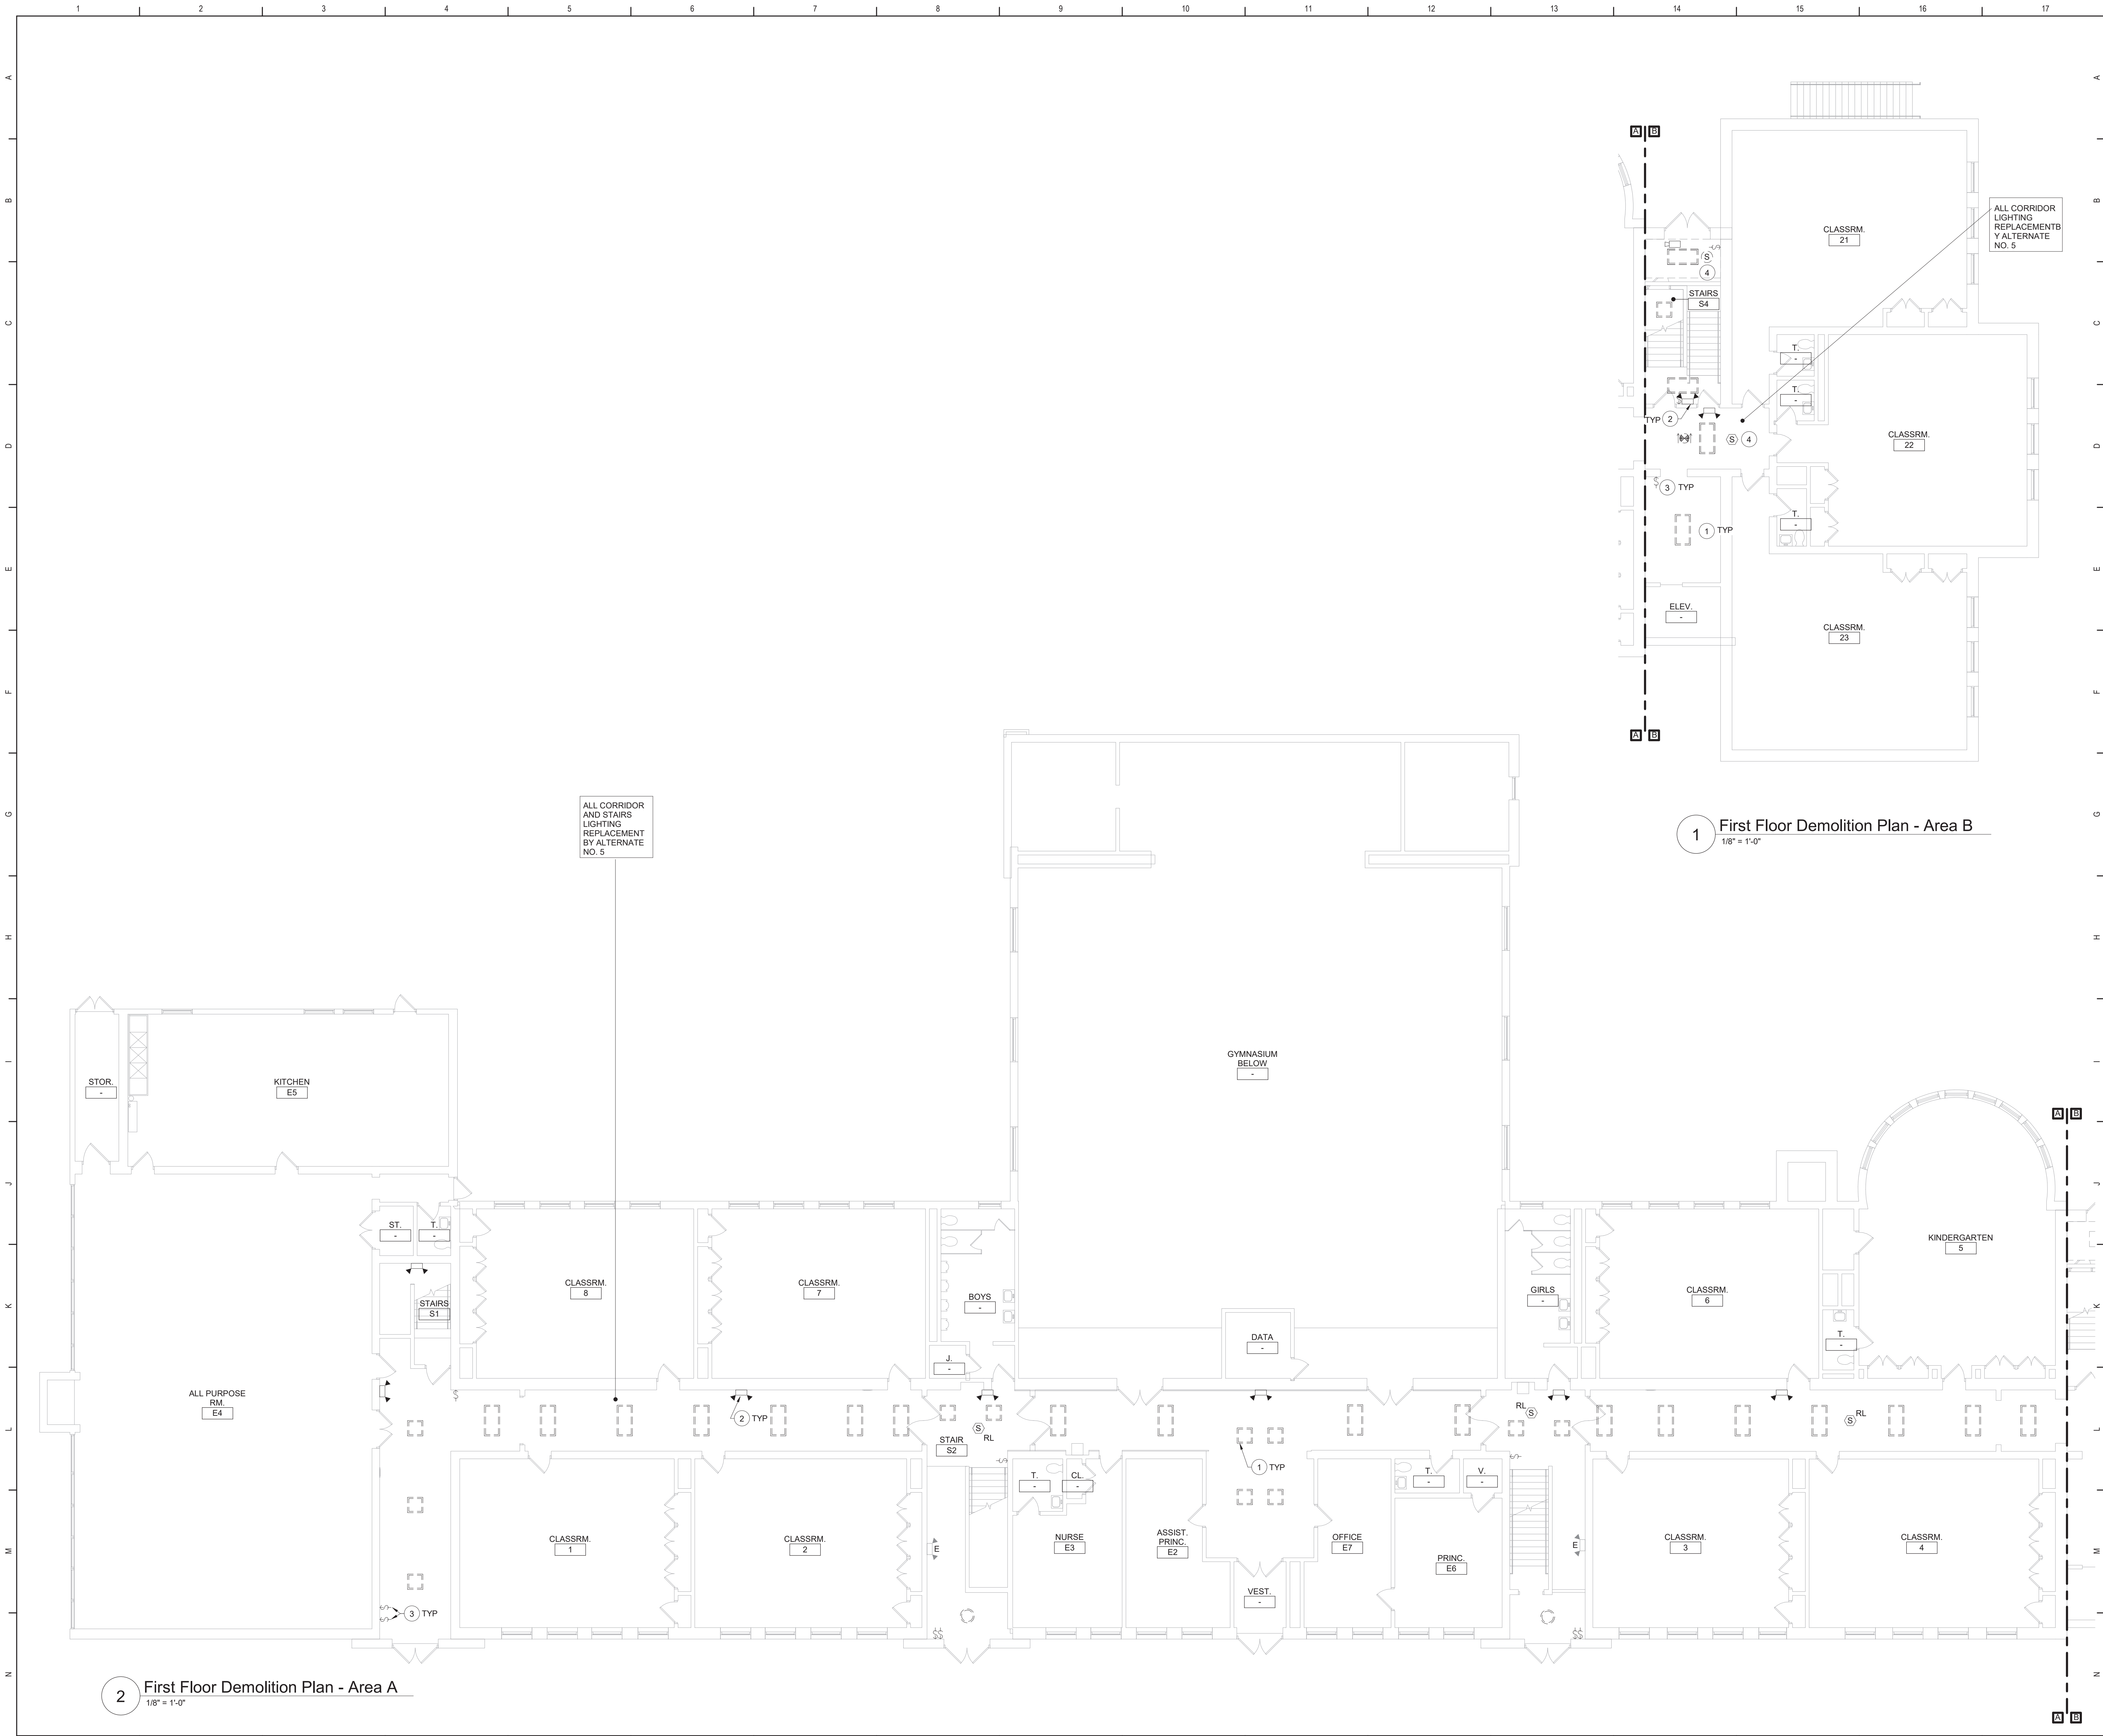 1 2 3 4 5 6 7 8 9 10 11 12 13 14 15 16 17
A A
B B
C C
D D
E E
F F
G G
H H
I I
J J
K K
L L
M M
N N
A B
CLASSRM.
21
ALL CORRIDOR
LIGHTING
REPLACEMENTB
Y ALTERNATE
NO. 5
$
S
4
STAIRS
S4
T.
-
T.
-
TYP 2
S 4
CLASSRM.
22
$
3 TYP
T.
-
1 TYP
ELEV.
-
CLASSRM.
23
A B
1 First Floor Demolition Plan - Area B
1/8" = 1'-0"
ALL CORRIDOR
AND STAIRS
LIGHTING
REPLACEMENT
BY ALTERNATE
NO. 5
GYMNASIUM
BELOW
-
STOR.
-
KITCHEN
E5
A B
ST.
-
T.
-
KINDERGARTEN
5
STAIRS
S1
CLASSRM.
8
CLASSRM.
7
BOYS
-
GIRLS
-
CLASSRM.
6
DATA
-
T.
-
J.
-
ALL PURPOSE
RM.
E4
$
2 TYP
S
RL
RL
S
S
RL
STAIR
S2
$
$
1 TYP
T.
-
CL.
-
T.
-
V.
-
CLASSRM.
1
CLASSRM.
2
E
NURSE
E3
ASSIST.
PRINC.
E2
OFFICE
E7
PRINC.
E6
E
CLASSRM.
3
CLASSRM.
4
VEST.
-
$
$
3 TYP
$$
$$
2 First Floor Demolition Plan - Area A
1/8" = 1'-0"
A B